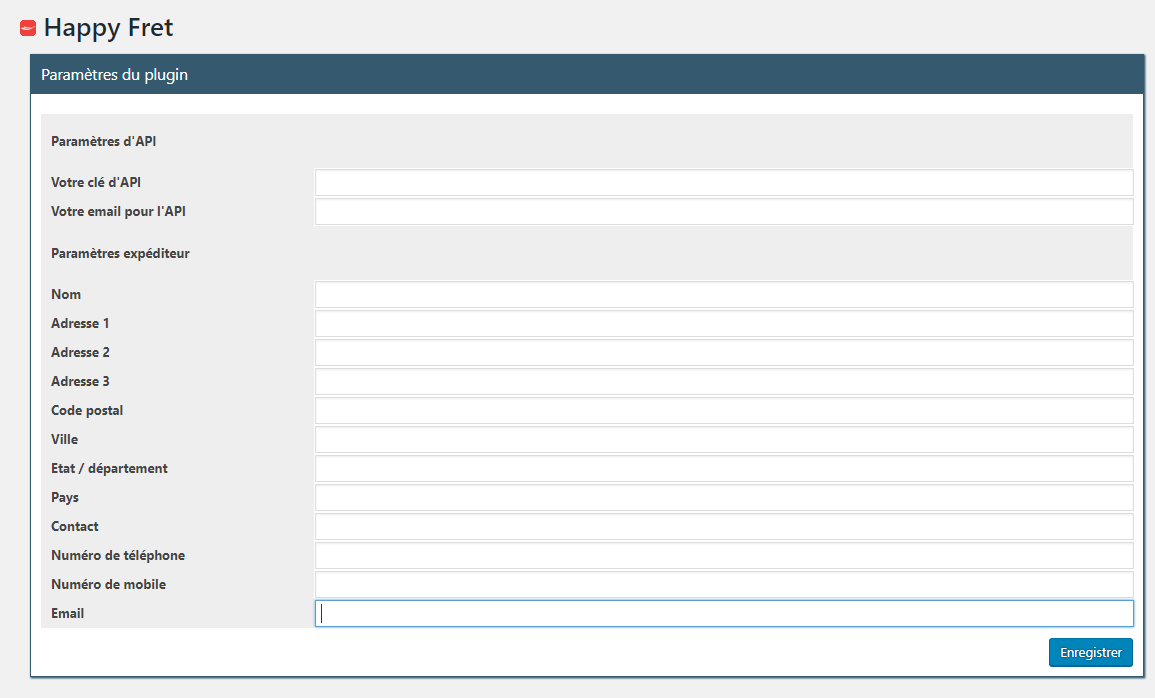 Happy Fret
Paramètres du plugin
Paramètres d'API
Votre clé d'API
Votre email pour l'API
Paramètres expéditeur
Nom
Adresse 1
Adresse 2
Adresse 3
Code postal
Ville
Etat / département
Pays
Contact
Numéro de téléphone
Numéro de mobile
Email
Enregistrer